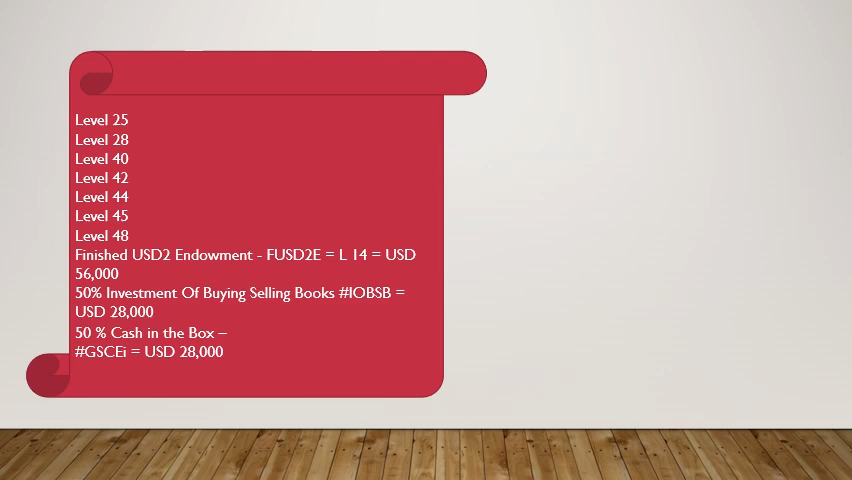 Level 25
Level 28
Level 40
Level 42
Level 44
Level 45
Level 48
Finished USD2 Endowment - FUSD2E = L 14 = USD
56,000
50% Investment Of Buying Selling Books #IOBSB =
USD 28,000
50 % Cash in the Box –
#GSCEi = USD 28,000